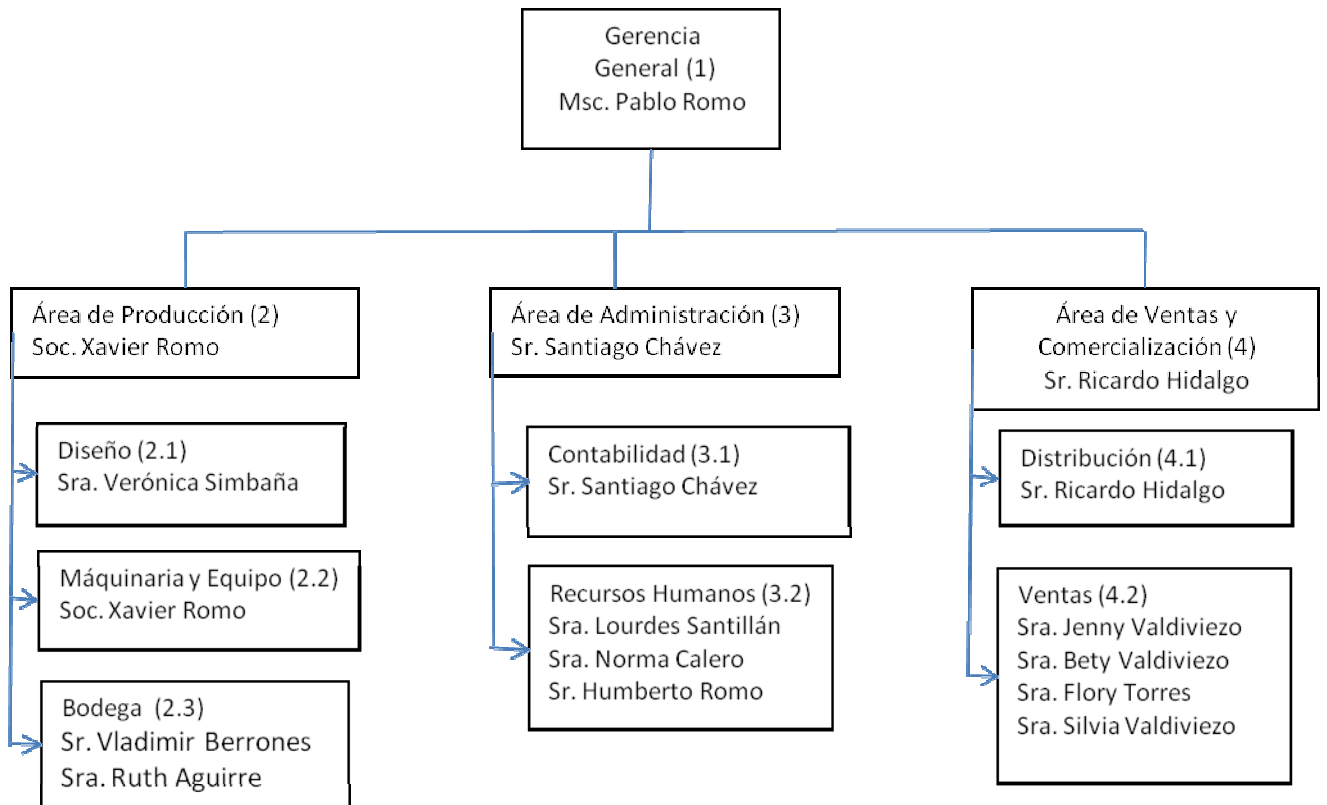 Gerencia
General (1)
Msc. Pablo Romo
Área de Producción (2)
Soc. Xavier Romo
Diseño (2.1)
Sra. Verónica Simbaña
Máquinaria y Equipo (2.2)
Soc. Xavier Romo
Bodega (2.3)
Sr. Vladimir Berrones
Sra. Ruth Aguirre
Área de Administración (3)
Sr. Santiago Chávez
Contabilidad (3.1)
Sr. Santiago Chávez
Recursos Humanos (3.2)
Sra. Lourdes Santillán
Sra. Norma Calero
Sr. Humberto Romo
Área de Ventas y
Comercialización (4)
Sr. Ricardo Hidalgo
Distribución (4.1)
Sr. Ricardo Hidalgo
Ventas (4.2)
Sra. Jenny Valdiviezo
Sra. Bety Valdiviezo
Sra. Flory Torres
Sra. Silvia Valdiviezo